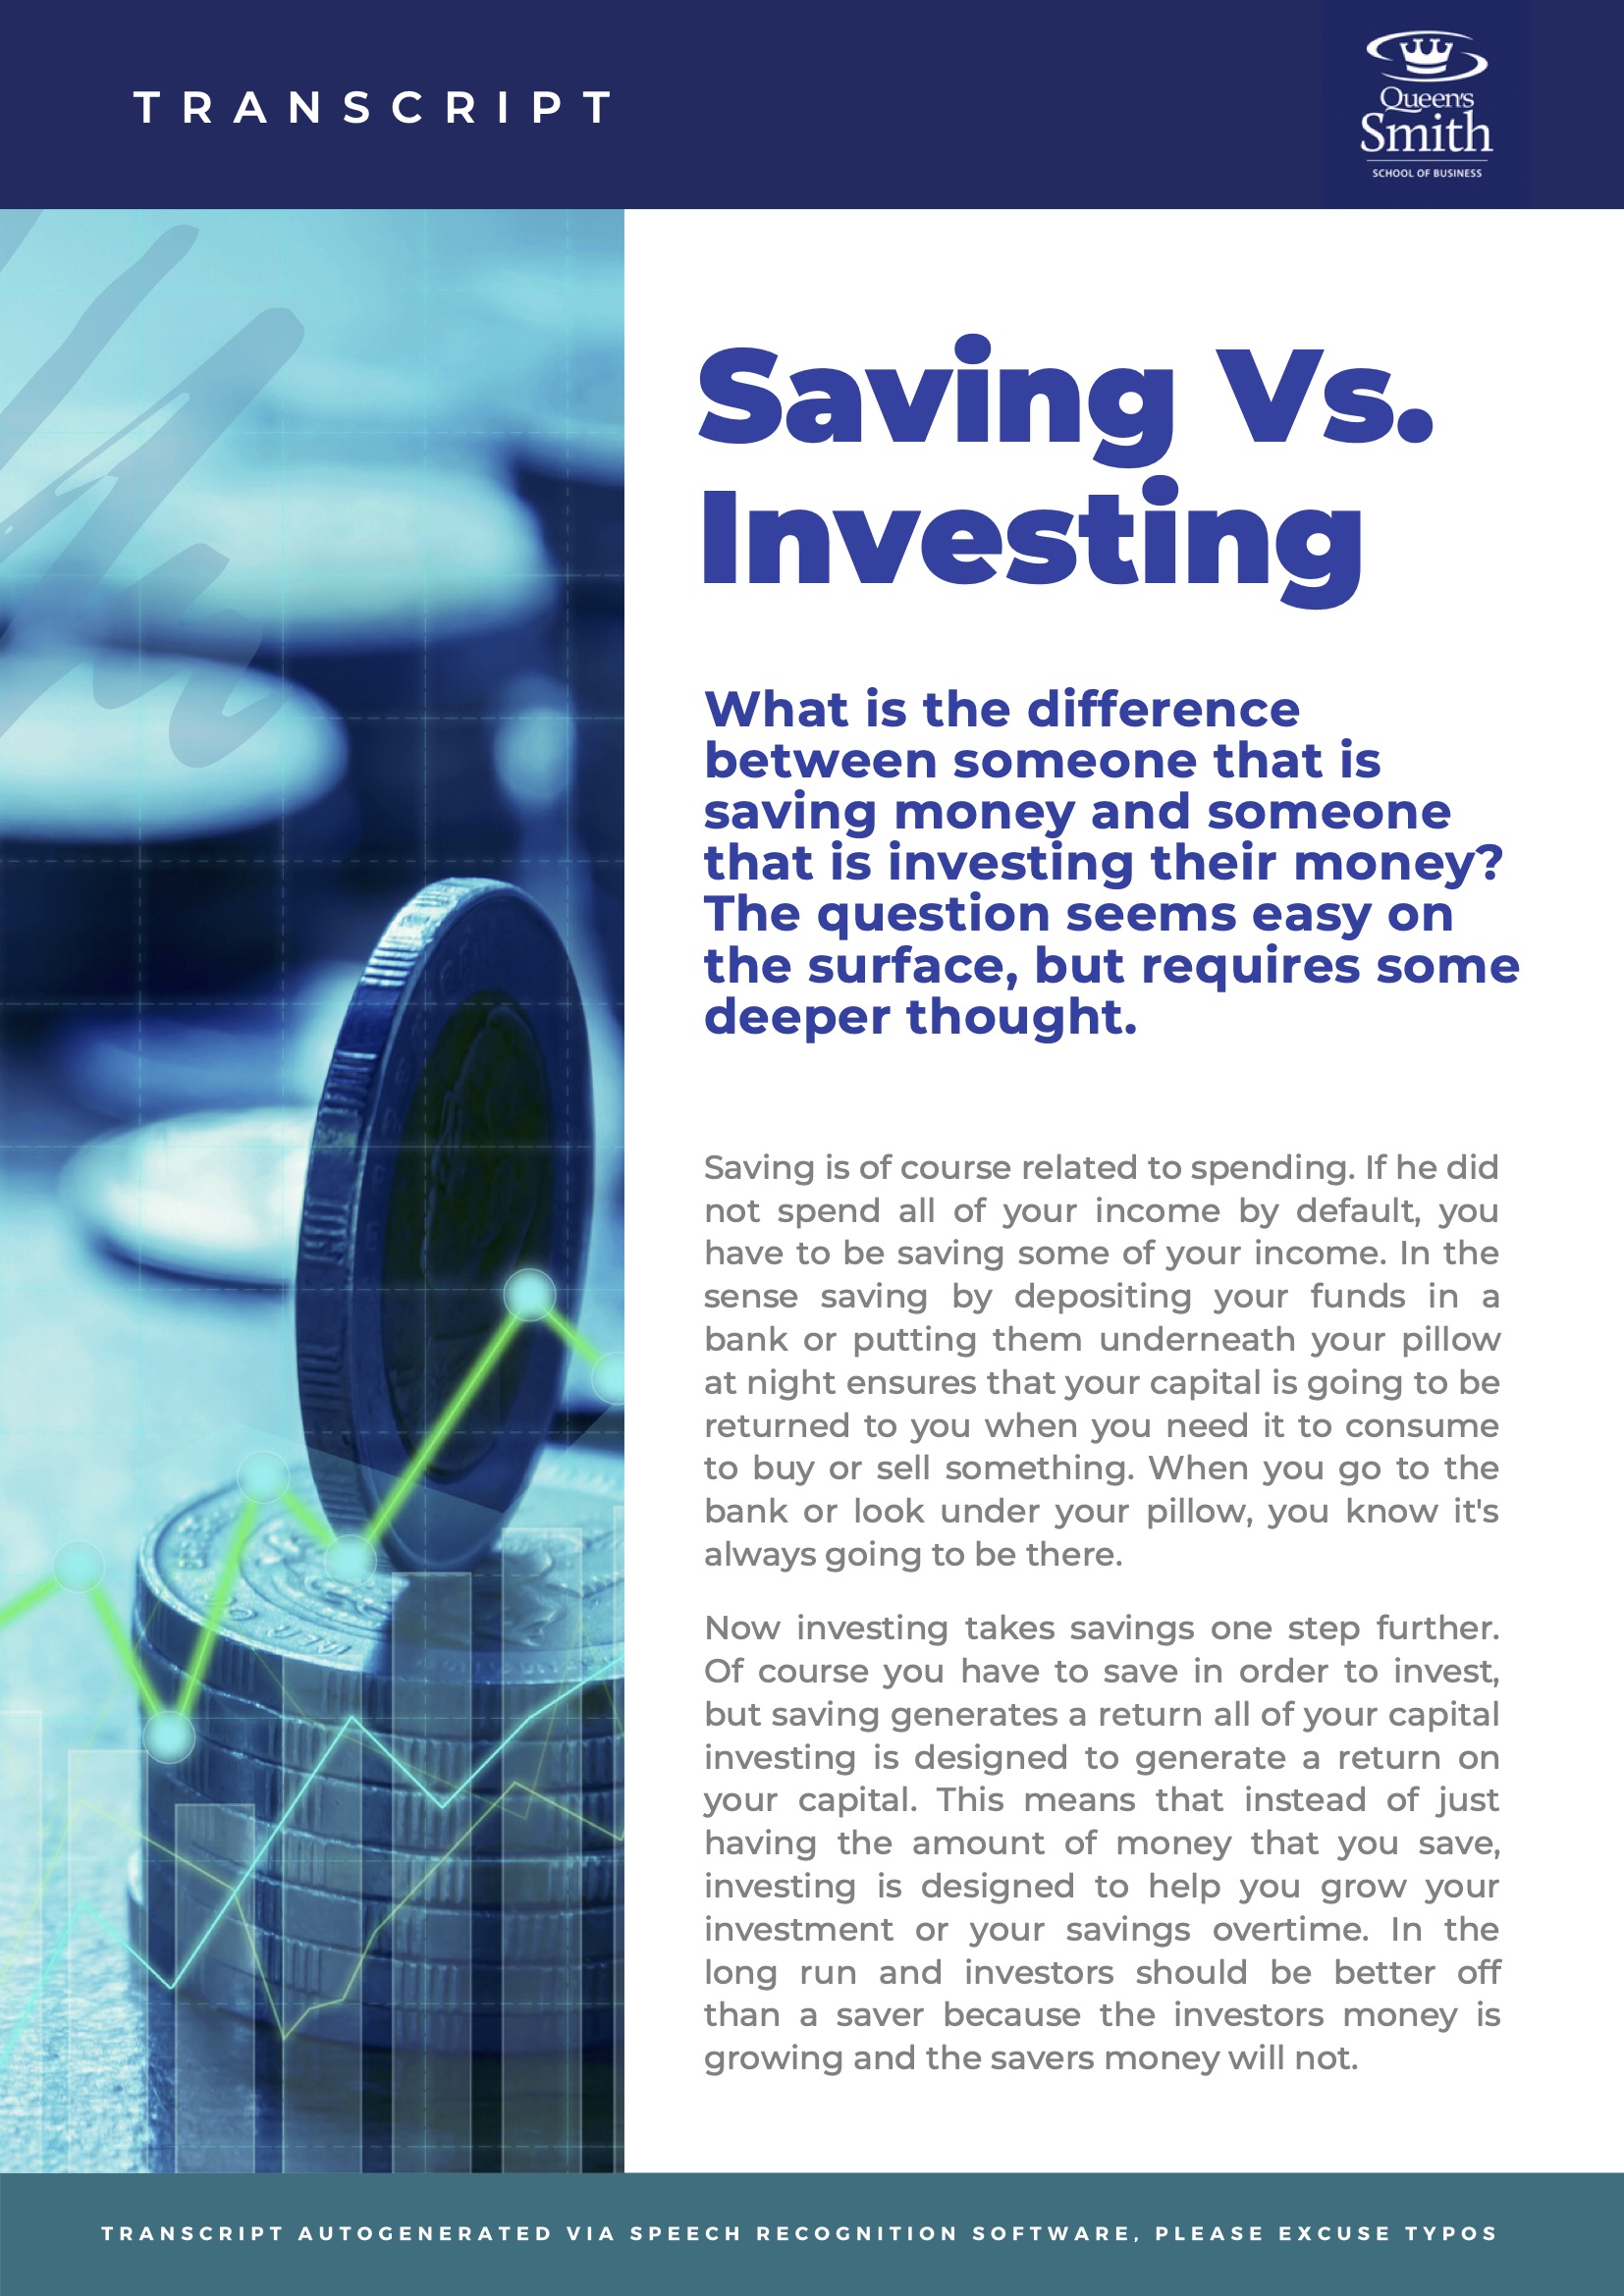 TRANSCRIPT
Queen's
Smith
SCHOOL OF BUSINESS
Saving Vs.
Investing
What is the difference
between someone that is
saving money and someone
that is investing their money?
The question seems easy on
the surface, but requires some
deeper thought.
Saving is of course related to spending. If he did
not spend all of your income by default, you
have to be saving some of your income. In the
sense saving by depositing your funds in a
bank or putting them underneath your pillow
at night ensures that your capital is going to be
returned to you when you need it to consume
to buy or sell something. When you go to the
bank or look under your pillow, you know it's
always going to be there.
Now investing takes savings one step further.
Of course you have to save in order to invest,
but saving generates a return all of your capital
investing is designed to generate a return on
your capital. This means that instead of just
having the amount of money that you save,
investing is designed to help you grow your
investment or your savings overtime. In the
long run and investors should be better off
than a saver because the investors money is
growing and the savers money will not.
TRANSCRIPT AUTOGENERATED VIA SPEECH RECOGNITION SOFTWARE, PLEASE EXCUSE TYPOS